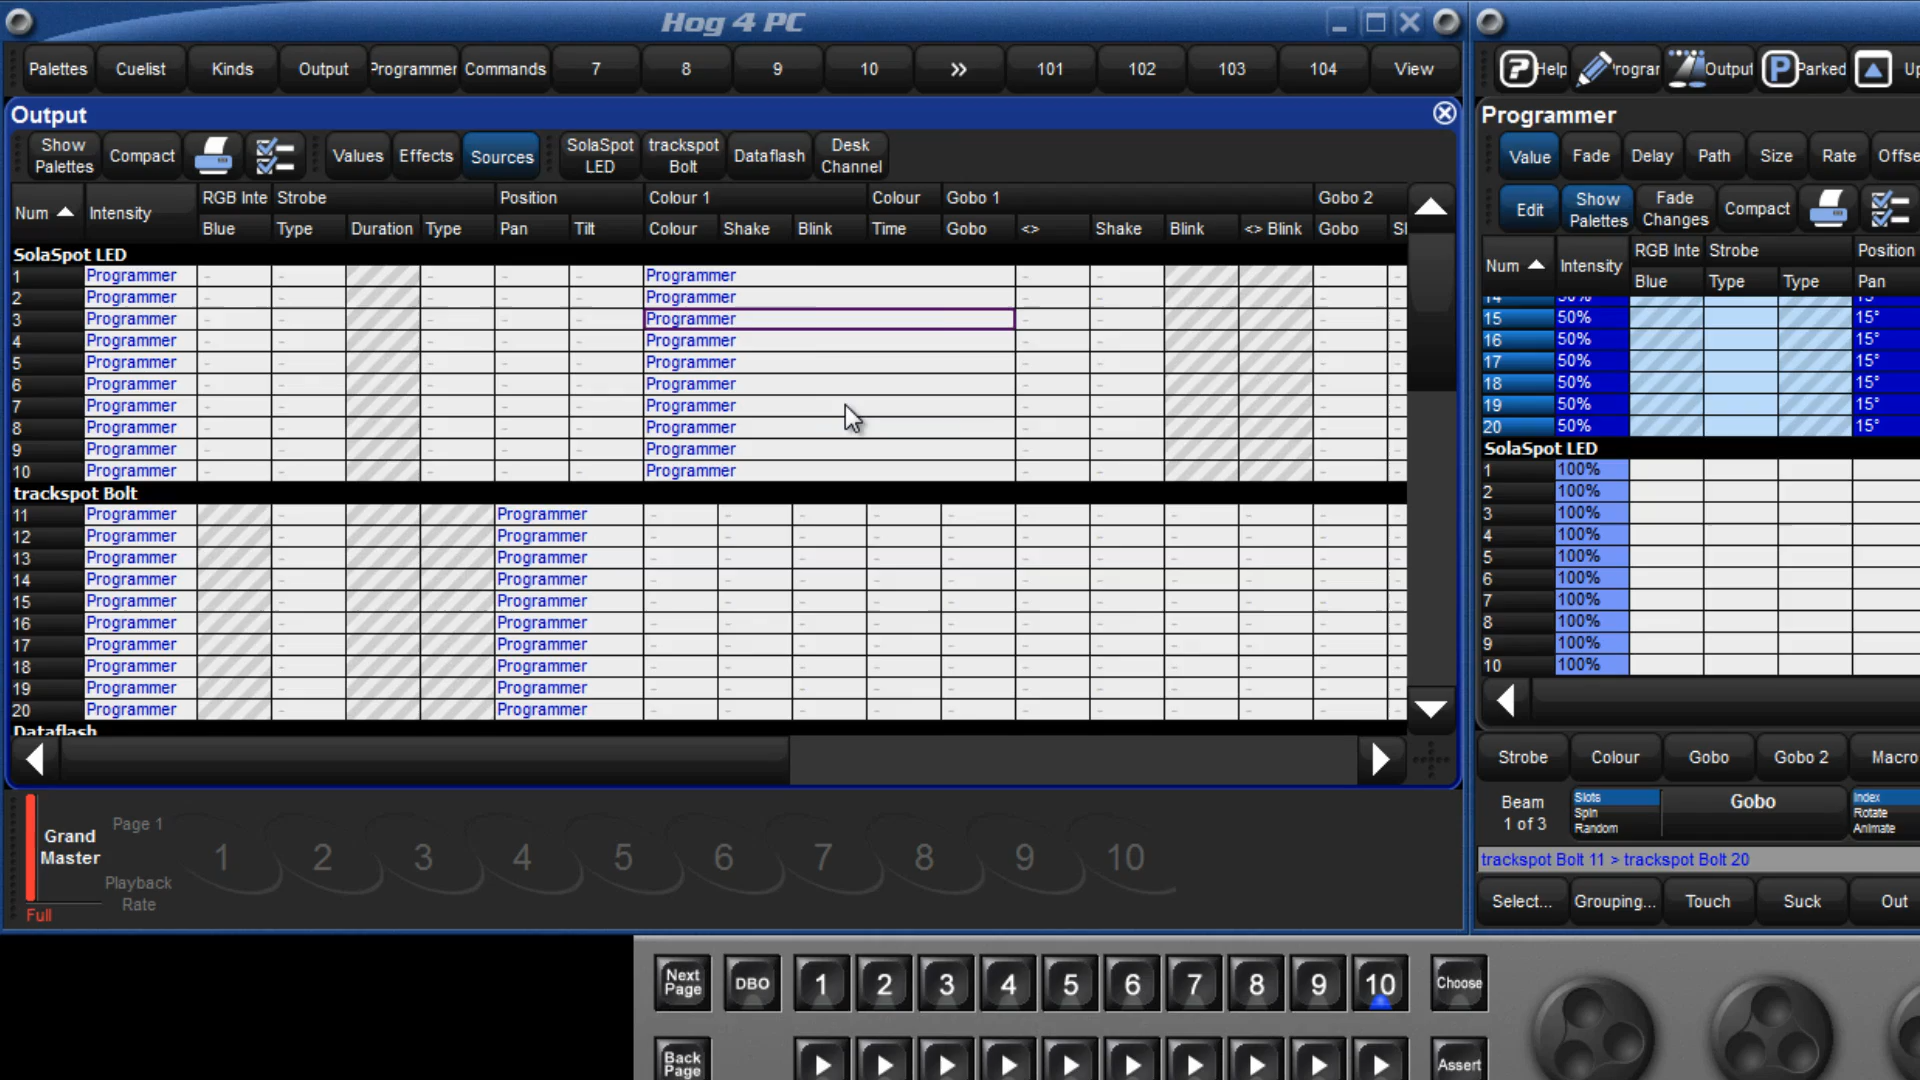 Hog 4 PC
Palettes Cuelist Kinds Output Programmer Commands 7 8 9 10 >> 101 102 103 104 View
Output
Show Palettes Compact Values Effects Sources SolaSpot LED trackspot Bolt Dataflash Desk Channel
Num Intensity RGB Inte Strobe Position Colour 1 Colour Gobo 1 Gobo 2
Blue Type Duration Type Pan Tilt Colour Shake Blink Time Gobo <> Shake Blink <> Blink Gobo
SolaSpot LED
1 Programmer - - - - - Programmer - - - -
2 Programmer - - - - - Programmer - - - -
3 Programmer - - - - - Programmer - - - -
4 Programmer - - - - - Programmer - - - -
5 Programmer - - - - - Programmer - - - -
6 Programmer - - - - - Programmer - - - -
7 Programmer - - - - - Programmer - - - -
8 Programmer - - - - - Programmer - - - -
9 Programmer - - - - - Programmer - - - -
10 Programmer - - - - - Programmer - - - -
trackspot Bolt
11 Programmer - Programmer - - - - - - - - - - -
12 Programmer - Programmer - - - - - - - - - - -
13 Programmer - Programmer - - - - - - - - - - -
14 Programmer - Programmer - - - - - - - - - - -
15 Programmer - Programmer - - - - - - - - - - -
16 Programmer - Programmer - - - - - - - - - - -
17 Programmer - Programmer - - - - - - - - - - -
18 Programmer - Programmer - - - - - - - - - - -
19 Programmer - Programmer - - - - - - - - - - -
20 Programmer - Programmer - - - - - - - - - - -
Dataflash
Grand Master
Full
Page 1
Playback Rate
1 2 3 4 5 6 7 8 9 10
Help Output P Parked
Programmer
Value Fade Delay Path Size Rate Offse
Edit Show Palettes Fade Changes Compact
Num Intensity RGB Inte Strobe Position
Blue Type Type Pan
14 50% 15°
15 50% 15°
16 50% 15°
17 50% 15°
18 50% 15°
19 50% 15°
20 50% 15°
SolaSpot LED
1 100%
2 100%
3 100%
4 100%
5 100%
6 100%
7 100%
8 100%
9 100%
10 100%
Strobe Colour Gobo Gobo 2 Macro
Beam 1 of 3
Slots
Spin
Random
Gobo
Index
Rotate
Animate
trackspot Bolt 11 > trackspot Bolt 20
Select... Grouping... Touch Suck Out
Next Page DBO 1 2 3 4 5 6 7 8 9 10 Choose
Back Page Assert